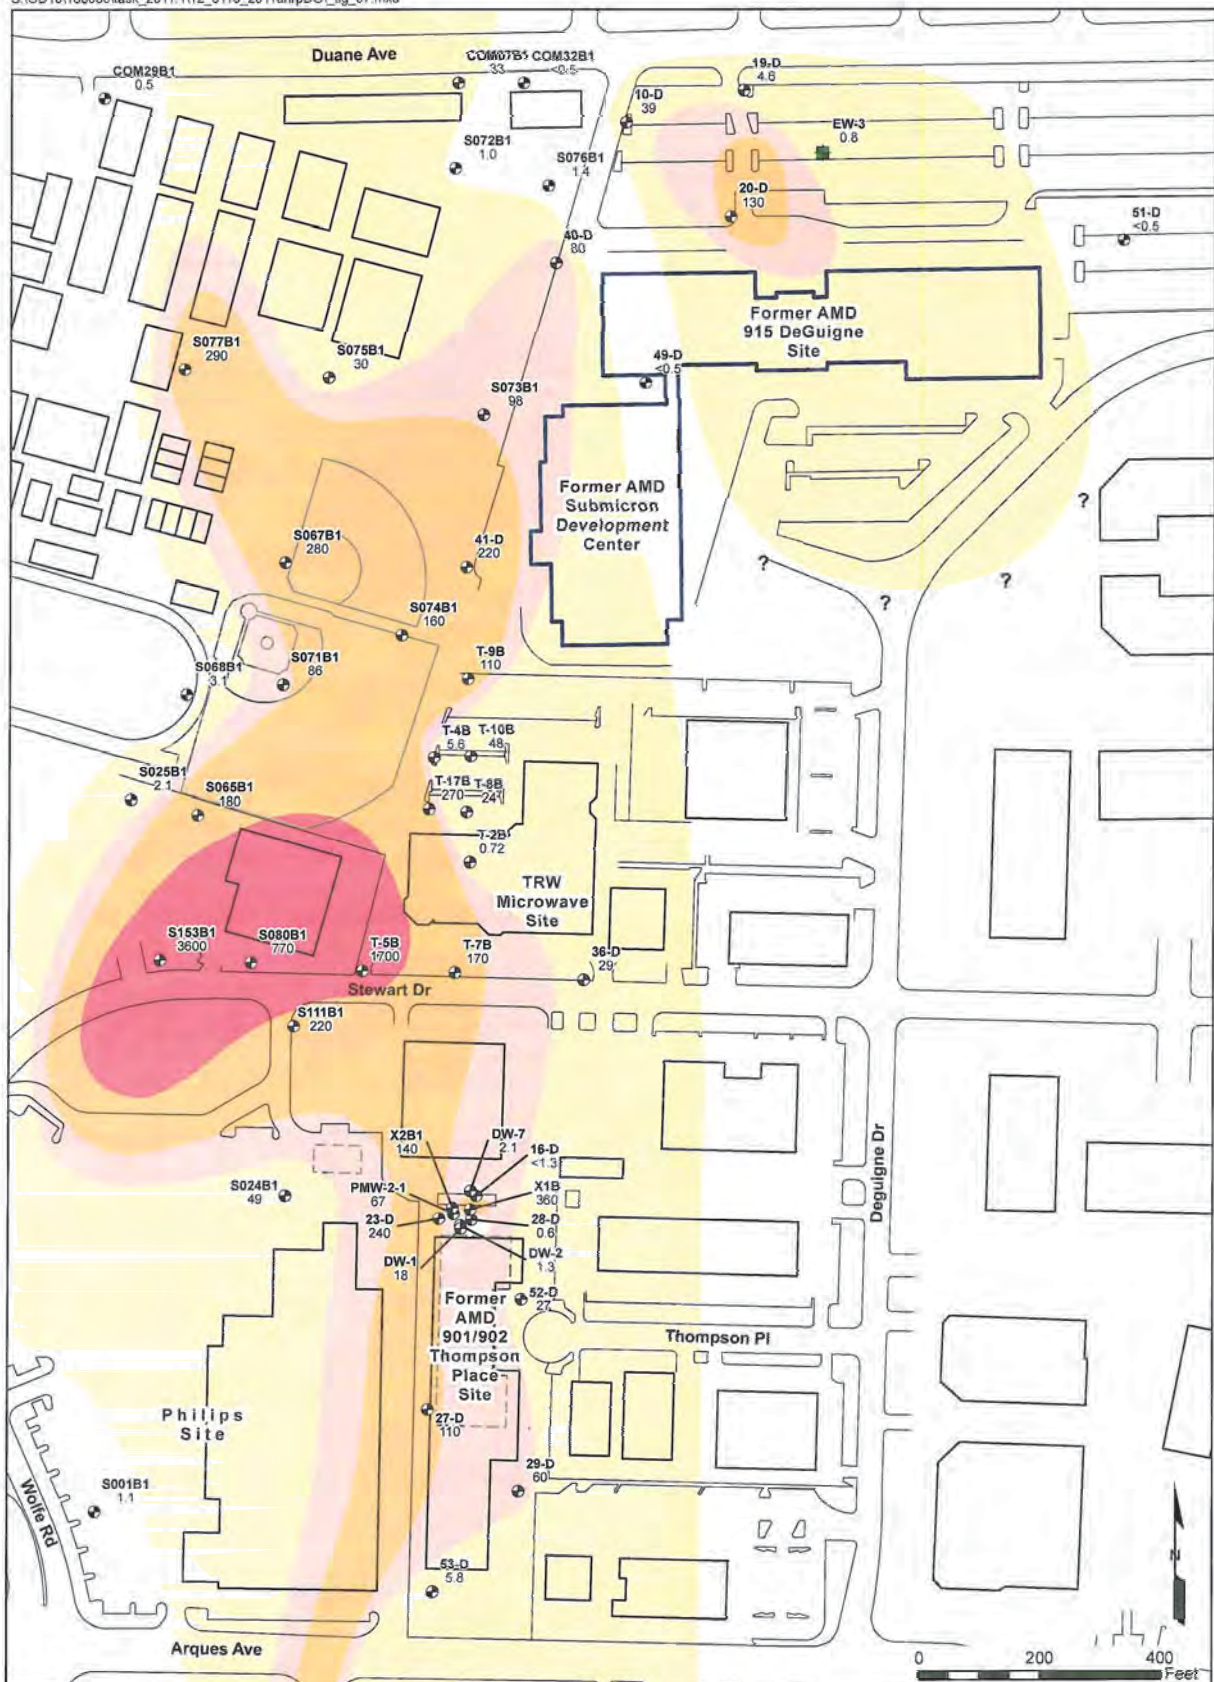 Duane Ave
COM29B1
0.5
COM07B1
33
COM32B1
<0.5
19-D
4.6
10-D
39
EW-3
0.8
S072B1
1.0
S076B1
1.4
20-D
130
51-D
<0.5
40-D
80
Former AMD
915 DeGuigne
Site
S077B1
290
S075B1
30
49-D
<0.5
S073B1
98
Former AMD
Submicron
Development
Center
?
S067B1
280
41-D
220
?
?
?
S074B1
160
S071B1
86
S068B1
3.1
T-9B
110
T-4B
5.6
T-10B
48
S025B1
2.1
S065B1
180
T-17B
270
T-8B
24
T-2B
0.72
TRW
Microwave
Site
S153B1
3600
S080B1
770
T-5B
1700
T-7B
170
36-D
29
Stewart Dr
S111B1
220
X2B1
140
DW-7
2.1
16-D
<1.3
S024B1
49
PMW-2-1
67
X1B
360
23-D
240
28-D
0.6
DW-1
18
DW-2
1.3
Deguigne Dr
52-D
27
Former
AMD
901/902
Thompson
Place
Site
Thompson Pl
Philips
Site
27-D
110
29-D
60
S001B1
1.1
Wolfe Rd
53-D
5.8
N
Arques Ave
0 200 400
Feet